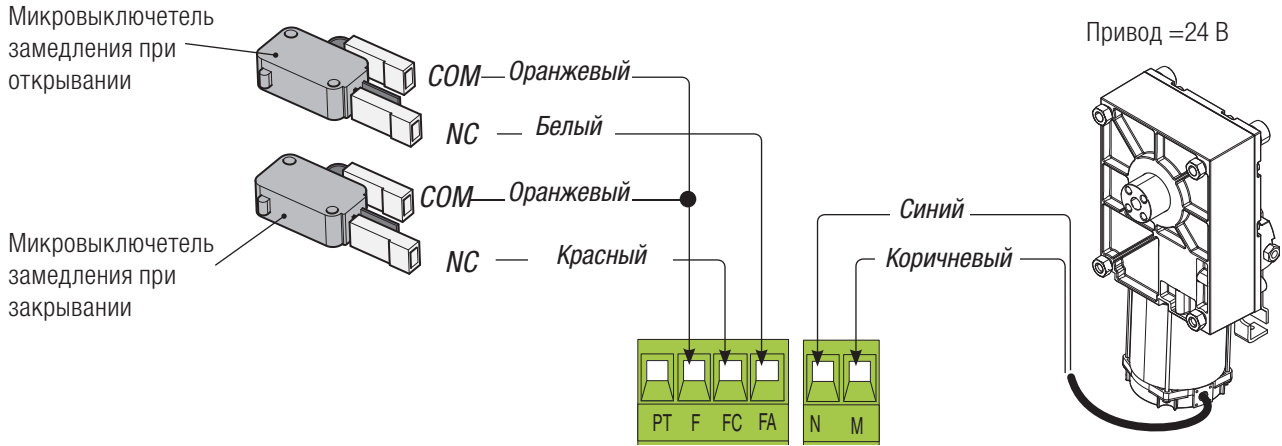 Микровыключетель
замедления при
открывании
COM
Оранжевый
NC
Белый
COM
Оранжевый
NC
Красный
Микровыключетель
замедления при
закрывании
Привод =24 В
Синий
Коричневый
PT F FC FA N M